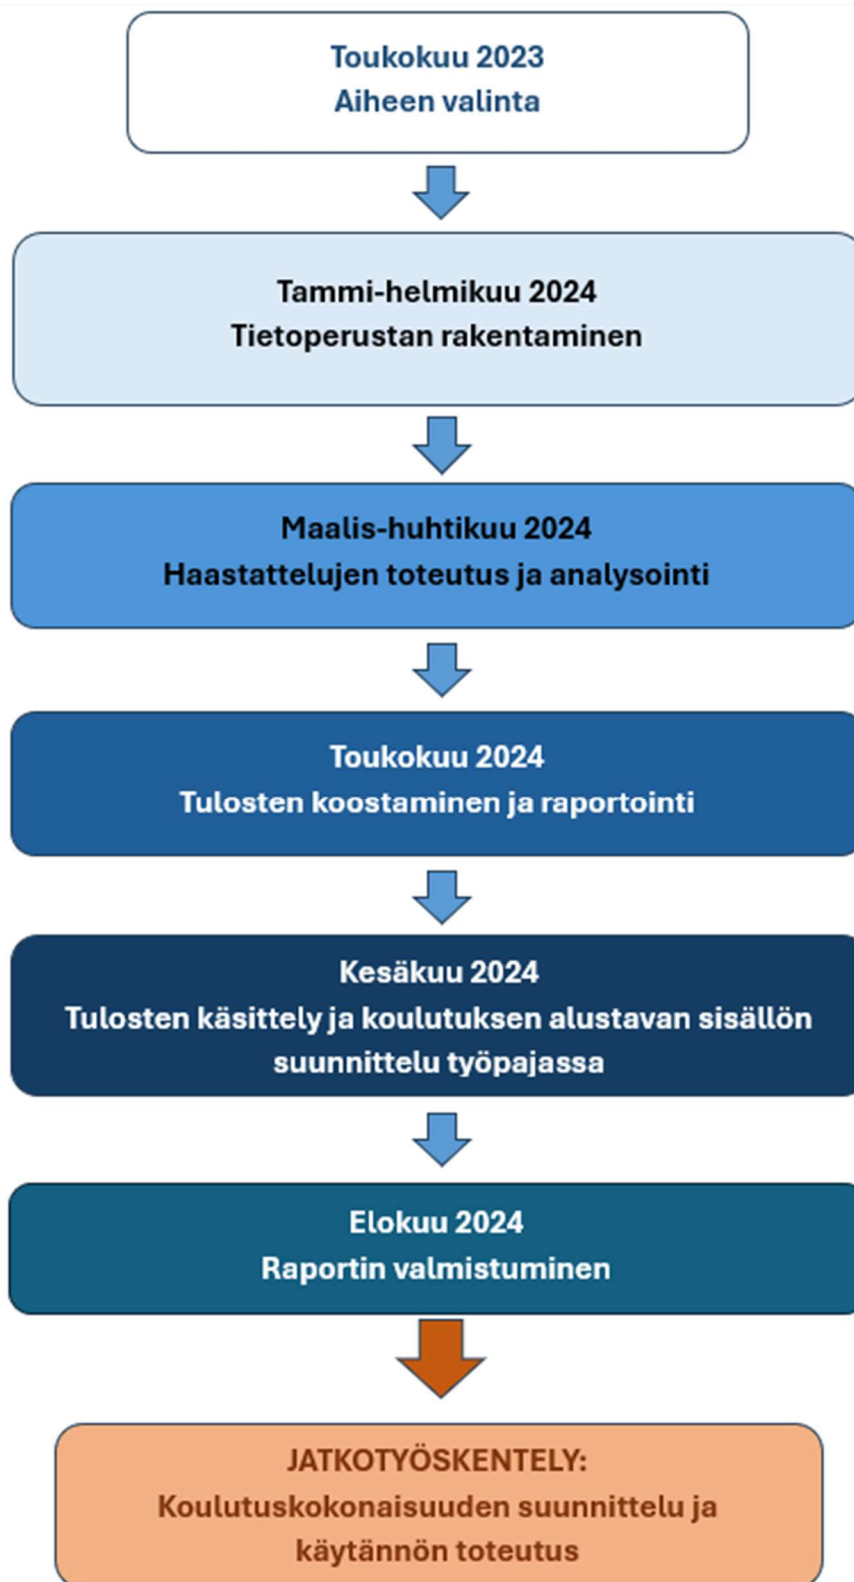 Toukokuu 2023
Aiheen valinta
Tammi-helmikuu 2024
Tietoperustan rakentaminen
Maalis-huhtikuu 2024
Haastattelujen toteutus ja analysointi
Toukokuu 2024
Tulosten koostaminen ja raportointi
Kesäkuu 2024
Tulosten käsittely ja koulutuksen alustavan sisällön
suunnittelu työpajassa
Elokuu 2024
Raportin valmistuminen
JATKOTYÖSKENTELY:
Koulutuskokonaisuuden suunnittelu ja
käytännön toteutus